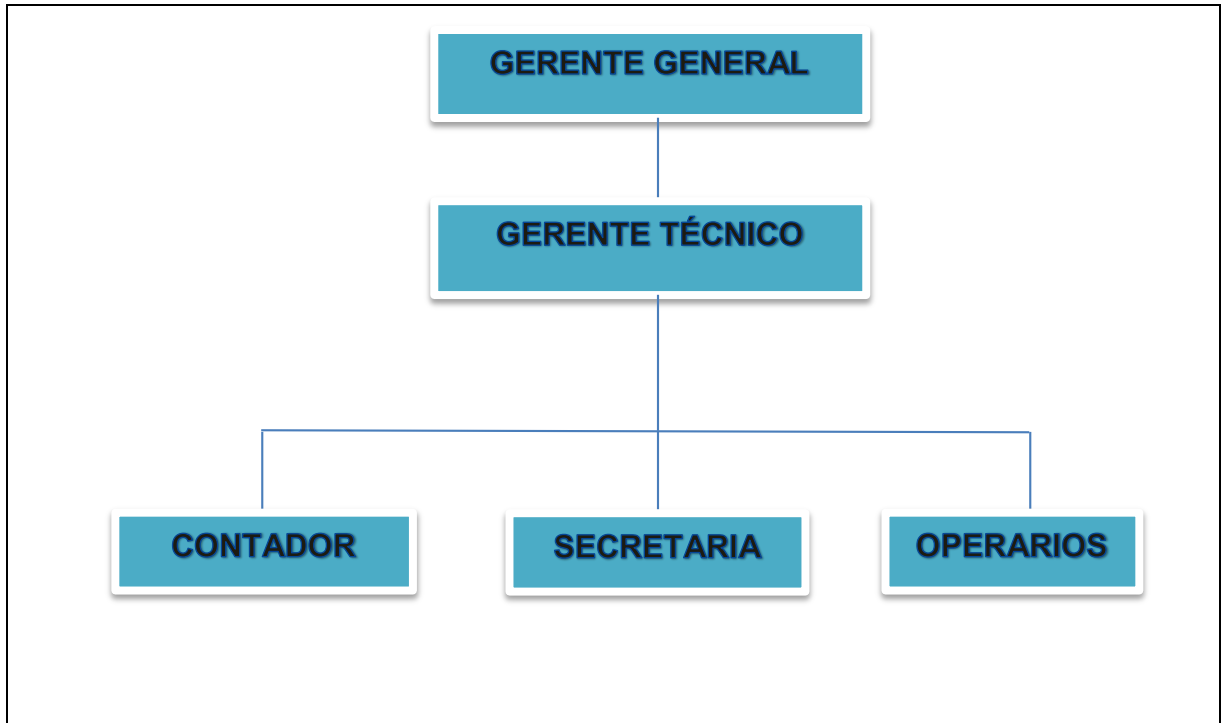 GERENTE GENERAL
GERENTE TÉCNICO
CONTADOR
SECRETARIA
OPERARIOS